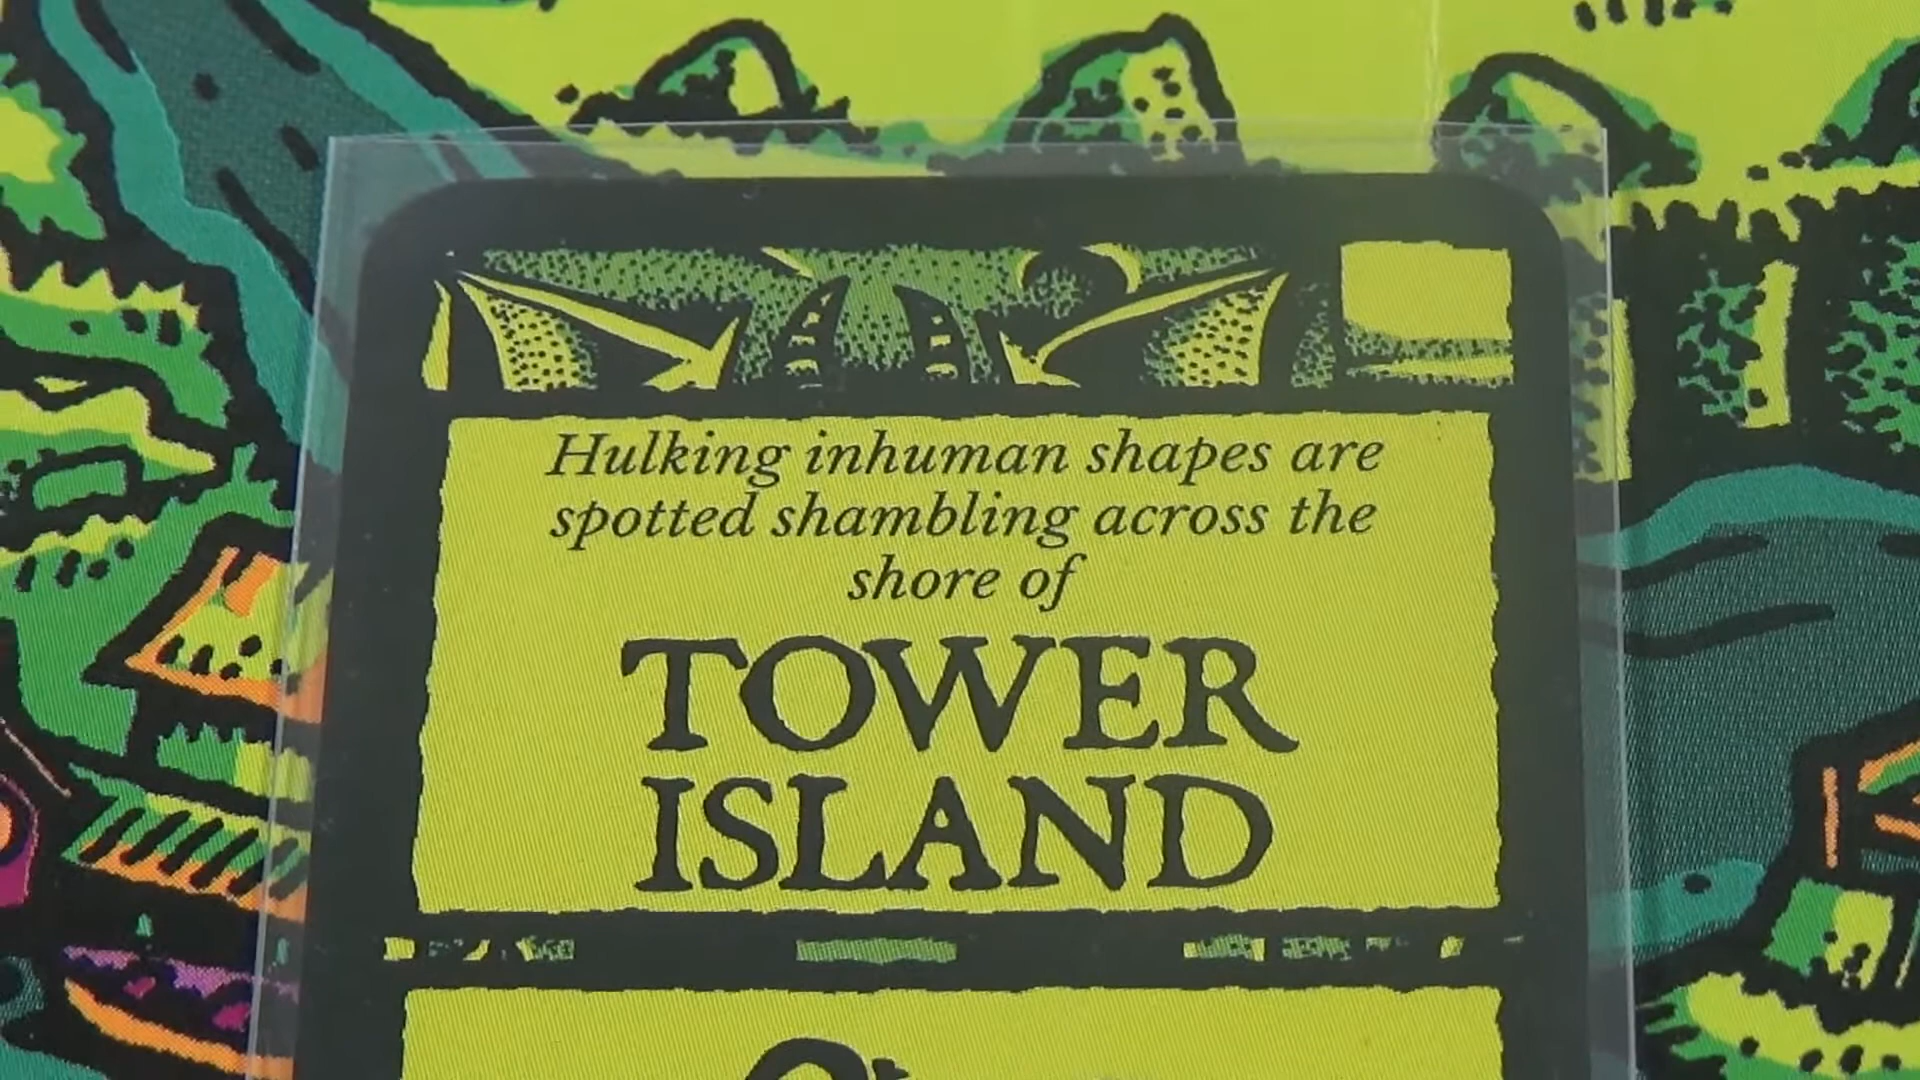 Hulking inhuman shapes are
spotted shambling across the
shore of
TOWER
ISLAND